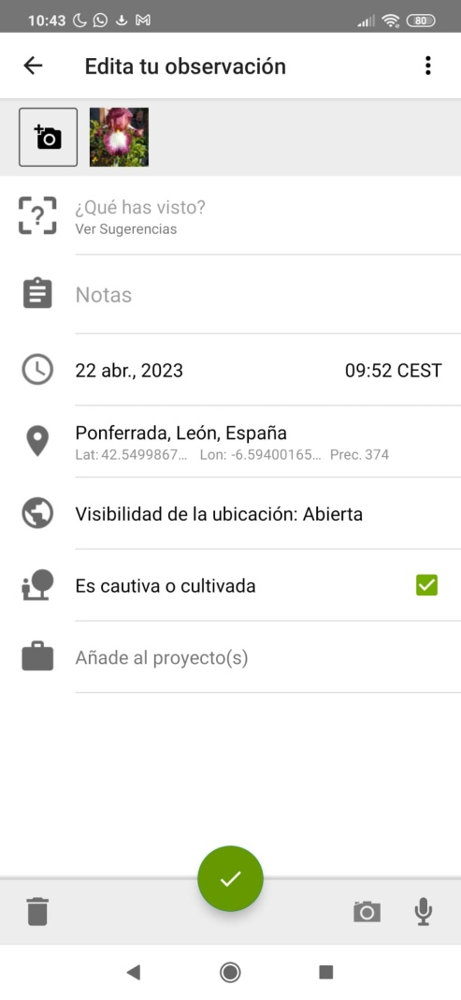 10:43
80
Edita tu observación
¿Qué has visto?
Ver Sugerencias
Notas
22 abr., 2023 09:52 CEST
Ponferrada, León, España
Lat: 42.5499867... Lon: -6.59400165... Prec. 374
Visibilidad de la ubicación: Abierta
Es cautiva o cultivada
Añade al proyecto(s)